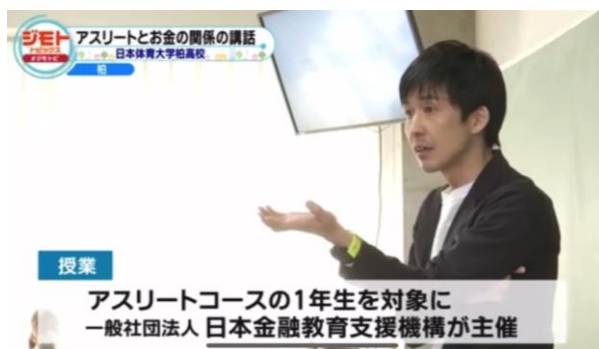 ジモト
トピックス
#ジモトピ
アスリートとお金の関係の講話
日本体育大学柏高校
柏
授業
アスリートコースの1年生を対象に
一般社団法人 日本金融教育支援機構が主催